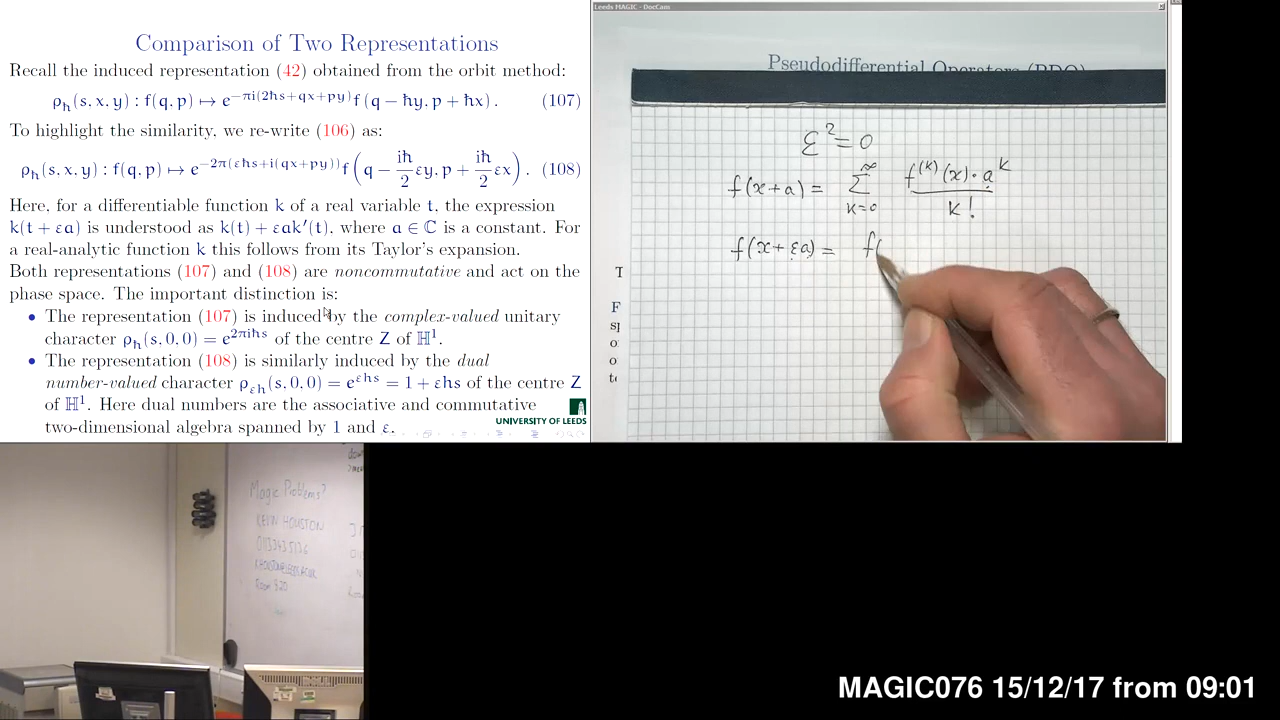 Comparison of Two Representations
Recall the induced representation (42) obtained from the orbit method:
ρħ(s, x, y) : f(q, p) ↦ e^{−πi(2ħs+qx+py)} f (q − ħy, p + ħx) . (107)
To highlight the similarity, we re-write (106) as:
ρħ(s, x, y) : f(q, p) ↦ e^{−2π(εħs+i(qx+py))} f (q − iħ/2 εy, p + iħ/2 εx) . (108)
Here, for a differentiable function k of a real variable t, the expression
k(t + εa) is understood as k(t) + εak′(t), where a ∈ ℂ is a constant. For
a real-analytic function k this follows from its Taylor's expansion.
Both representations (107) and (108) are noncommutative and act on the
phase space. The important distinction is:
• The representation (107) is induced by the complex-valued unitary
character ρħ(s, 0, 0) = e^{2πiħs} of the centre Z of ℍ¹.
• The representation (108) is similarly induced by the dual
number-valued character ρεħ(s, 0, 0) = e^{εħs} = 1 + εħs of the centre Z
of ℍ¹. Here dual numbers are the associative and commutative
two-dimensional algebra spanned by 1 and ε.
UNIVERSITY OF LEEDS
Leeds MAGIC - DocCam
Pseudodifferential Operators (PDO)
ε² = 0
f(x+a) = ∑_{k=0}^{∞} f^{(k)}(x)·a^k / k!
f(x+εa) = f(
Magic Problems?
KEVIN HOUSTON
MAGIC076 15/12/17 from 09:01